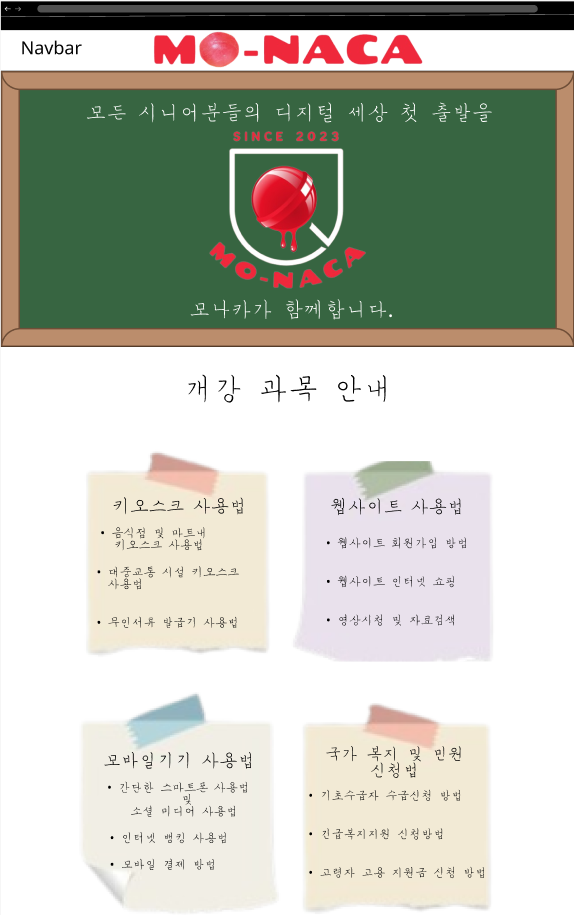 Navbar
MO-NACA
모든 시니어분들의 디지털 세상 첫 출발을
SINCE 2023
MO-NACA
모나카가 함께합니다.
개강 과목 안내
키오스크 사용법
• 음식점 및 마트내
키오스크 사용법
• 대중교통 시설 키오스크
사용법
• 무인서류 발급기 사용법
웹사이트 사용법
• 웹사이트 회원가입 방법
• 웹사이트 인터넷 쇼핑
• 영상시청 및 자료검색
모바일기기 사용법
• 간단한 스마트폰 사용법
및
소셜 미디어 사용법
• 인터넷 뱅킹 사용법
• 모바일 결제 방법
국가 복지 및 민원
신청법
• 기초수급자 수급신청 방법
• 긴급복지지원 신청방법
• 고령자 고용 지원금 신청 방법